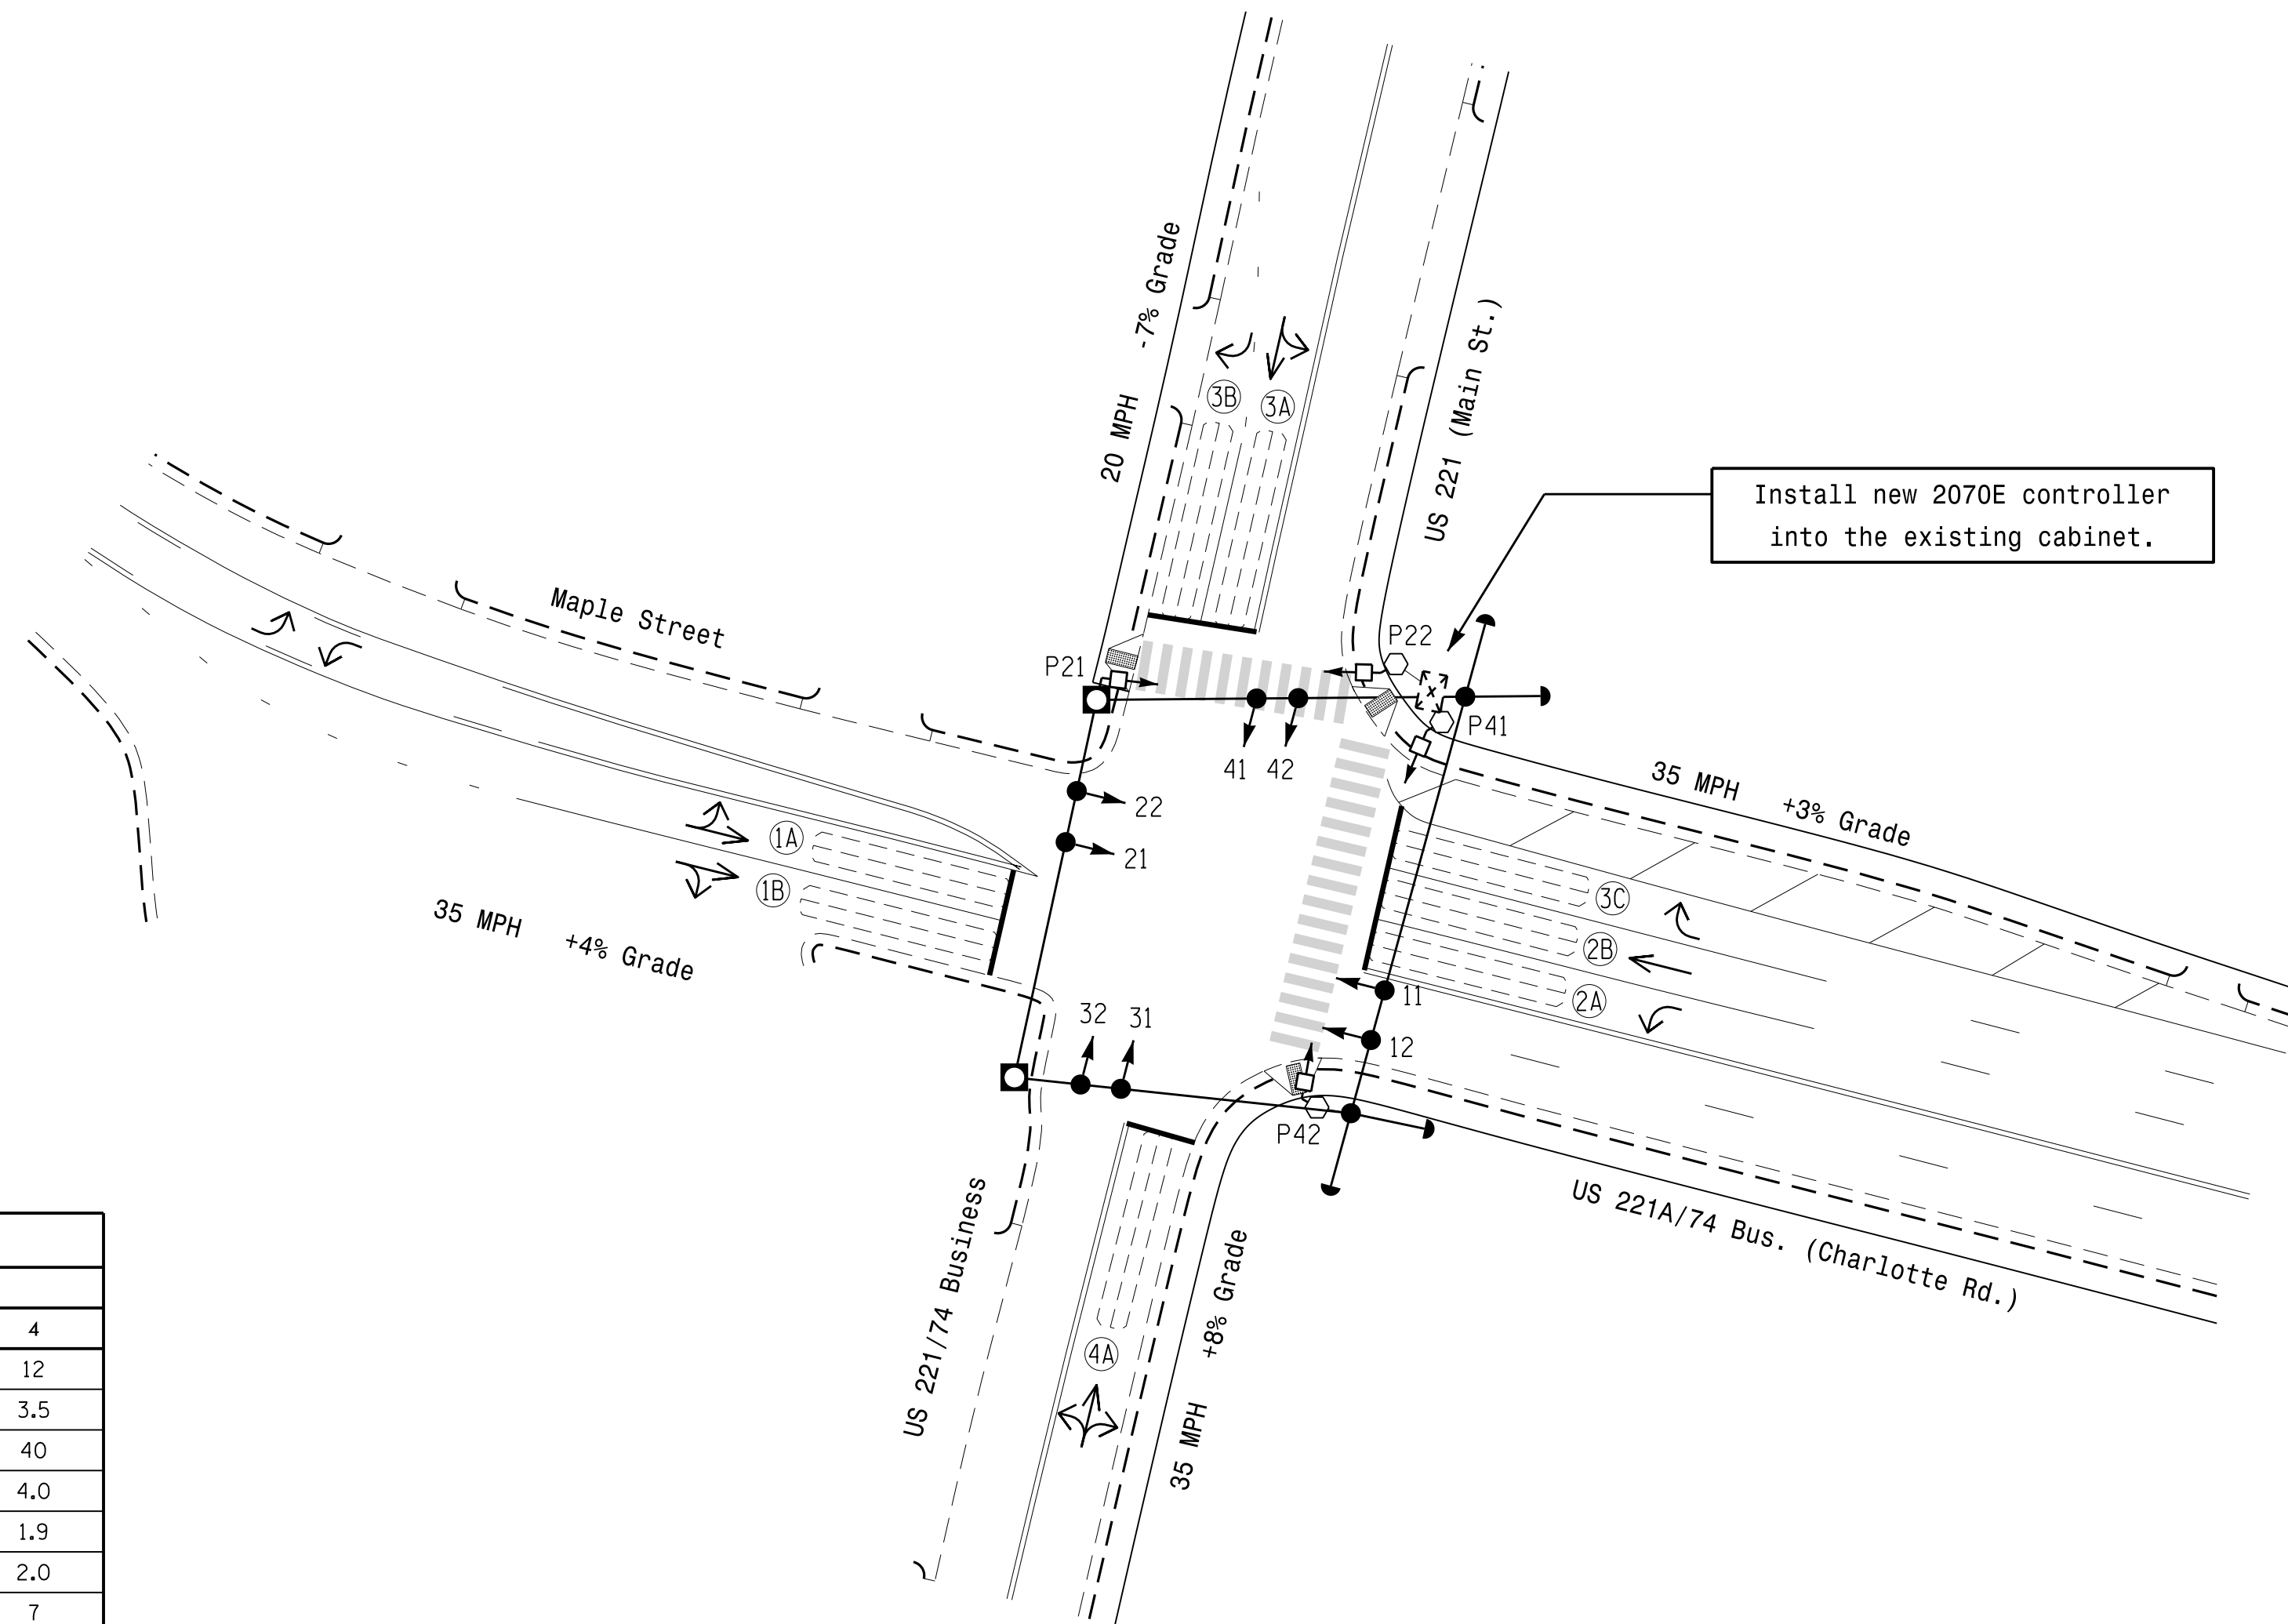 20 MPH -7% Grade
US 221 (Main St.)
3B
3A
Install new 2070E controller
into the existing cabinet.
Maple Street
P21
P22
P41
41 42
22
21
1A
1B
35 MPH +4% Grade
35 MPH +3% Grade
3C
2B
2A
11
12
32 31
P42
US 221A/74 Bus. (Charlotte Rd.)
US 221/74 Business
4A
35 MPH +8% Grade
4
12
3.5
40
4.0
1.9
2.0
7